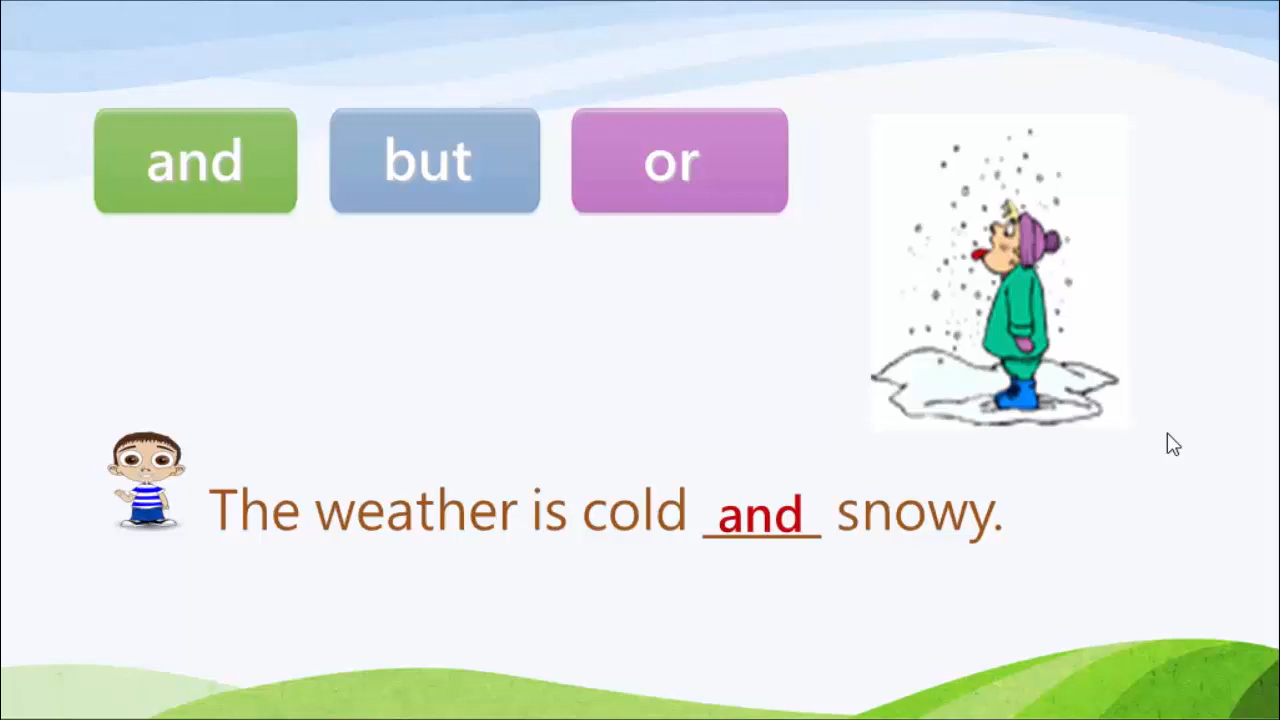 and but or
The weather is cold and snowy.